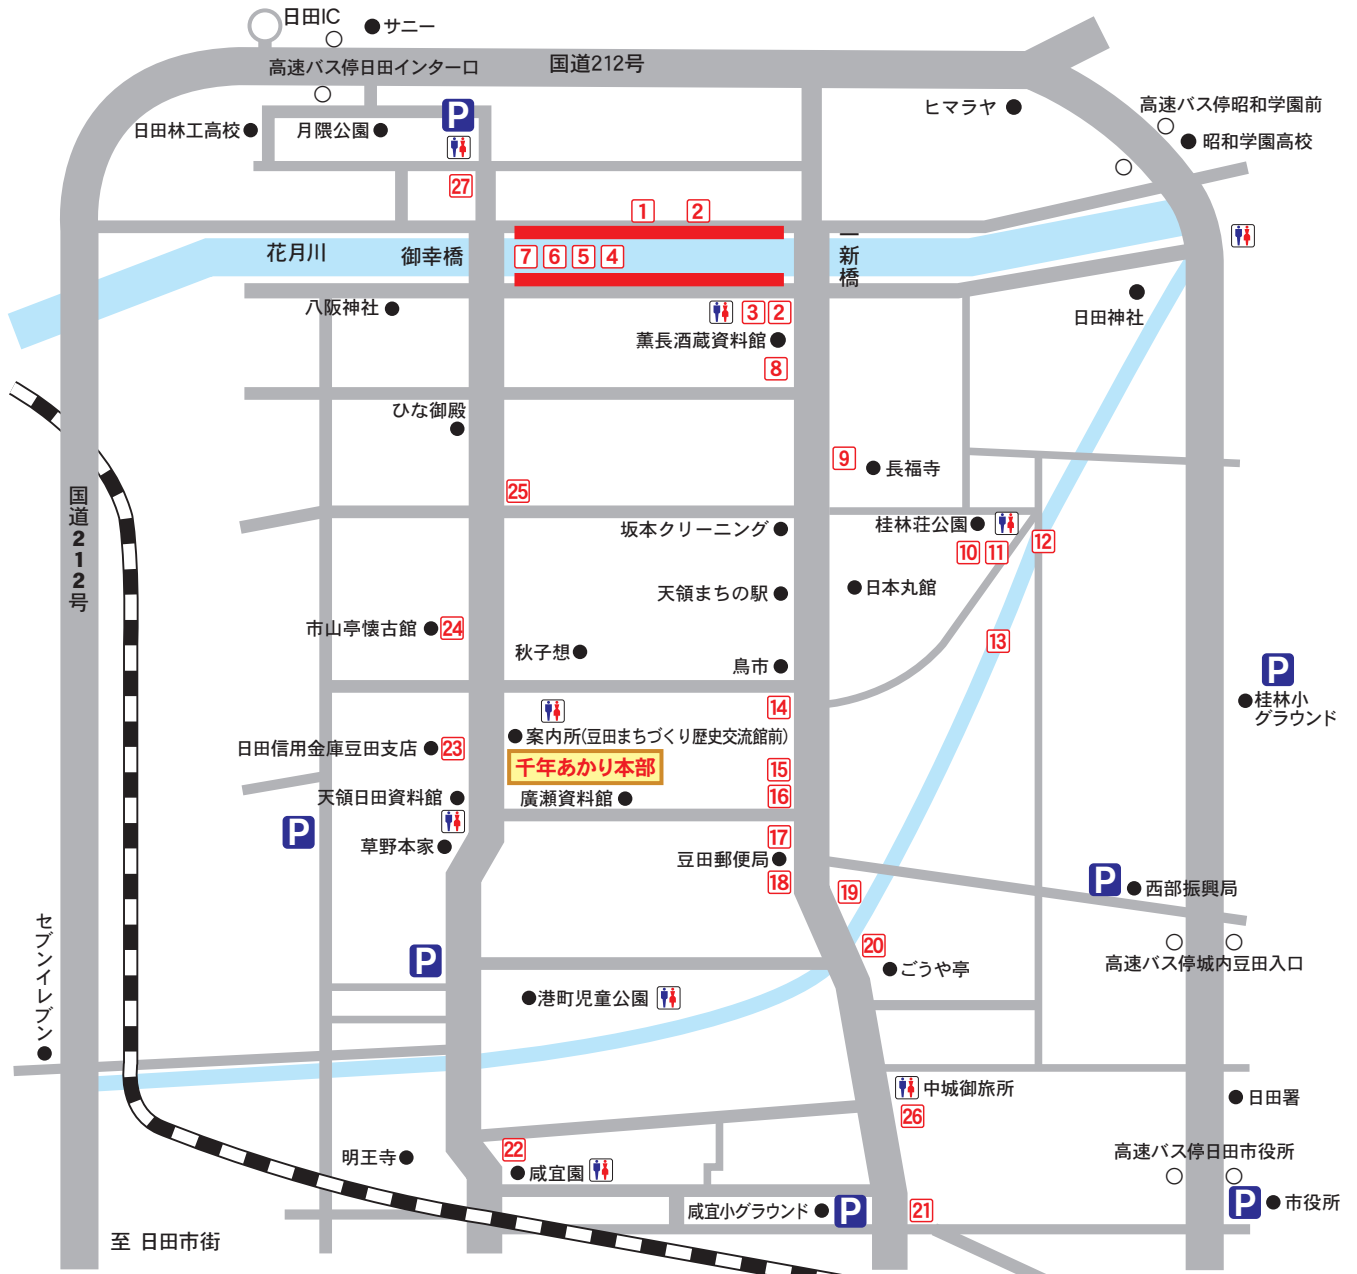 日田IC
サニー
高速バス停日田インター口
国道212号
P
ヒマラヤ
高速バス停昭和学園前
日田林工高校
月隈公園
昭和学園高校
27
1
2
花月川
御幸橋
7
6
5
4
新橋
八阪神社
3
2
日田神社
薫長酒蔵資料館
8
ひな御殿
9
長福寺
25
国道212号
坂本クリーニング
桂林荘公園
10
11
12
天領まちの駅
日本丸館
市山亭懐古館
24
秋子想
鳥市
13
P
桂林小
グラウンド
14
案内所(豆田まちづくり歴史交流館前)
日田信用金庫豆田支店
23
千年あかり本部
15
天領日田資料館
廣瀬資料館
16
P
草野本家
17
豆田郵便局
18
19
P
西部振興局
セブンイレブン
P
20
ごうや亭
高速バス停城内豆田入口
港町児童公園
中城御旅所
26
日田署
22
明王寺
咸宜園
高速バス停日田市役所
咸宜小グラウンド
P
21
P
市役所
至 日田市街